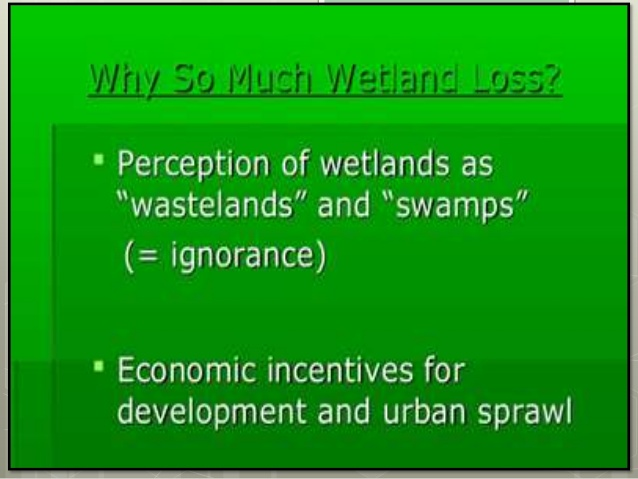 Why So Much Wetland Loss?
Perception of wetlands as
“wastelands” and “swamps”
(= ignorance)
Economic incentives for
development and urban sprawl